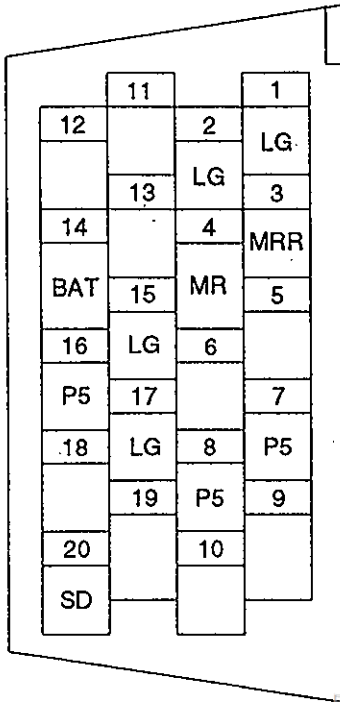 11 1
12 2
LG
13 LG 3
14 4
MRR
BAT 15 MR 5
16 LG 6
P5 17 7
18 LG 8 P5
19 P5 9
20 10
SD